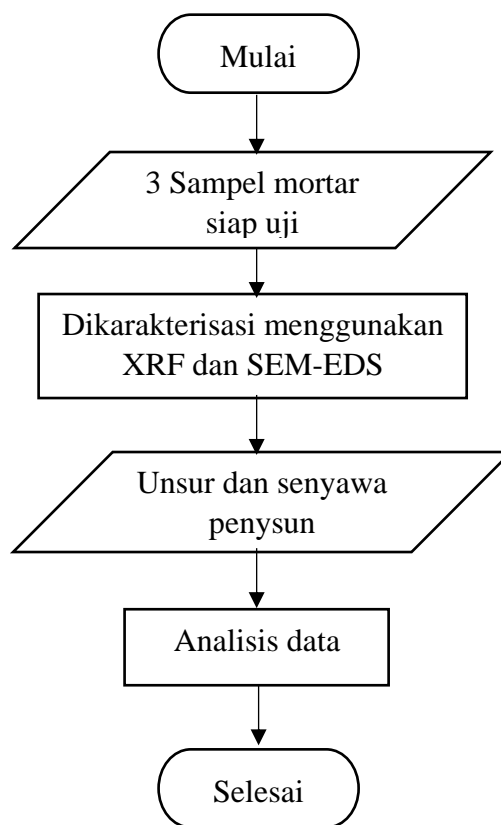 Mulai
3 Sampel mortar
siap uji
Dikarakterisasi menggunakan
XRF dan SEM-EDS
Unsur dan senyawa
penysun
Analisis data
Selesai